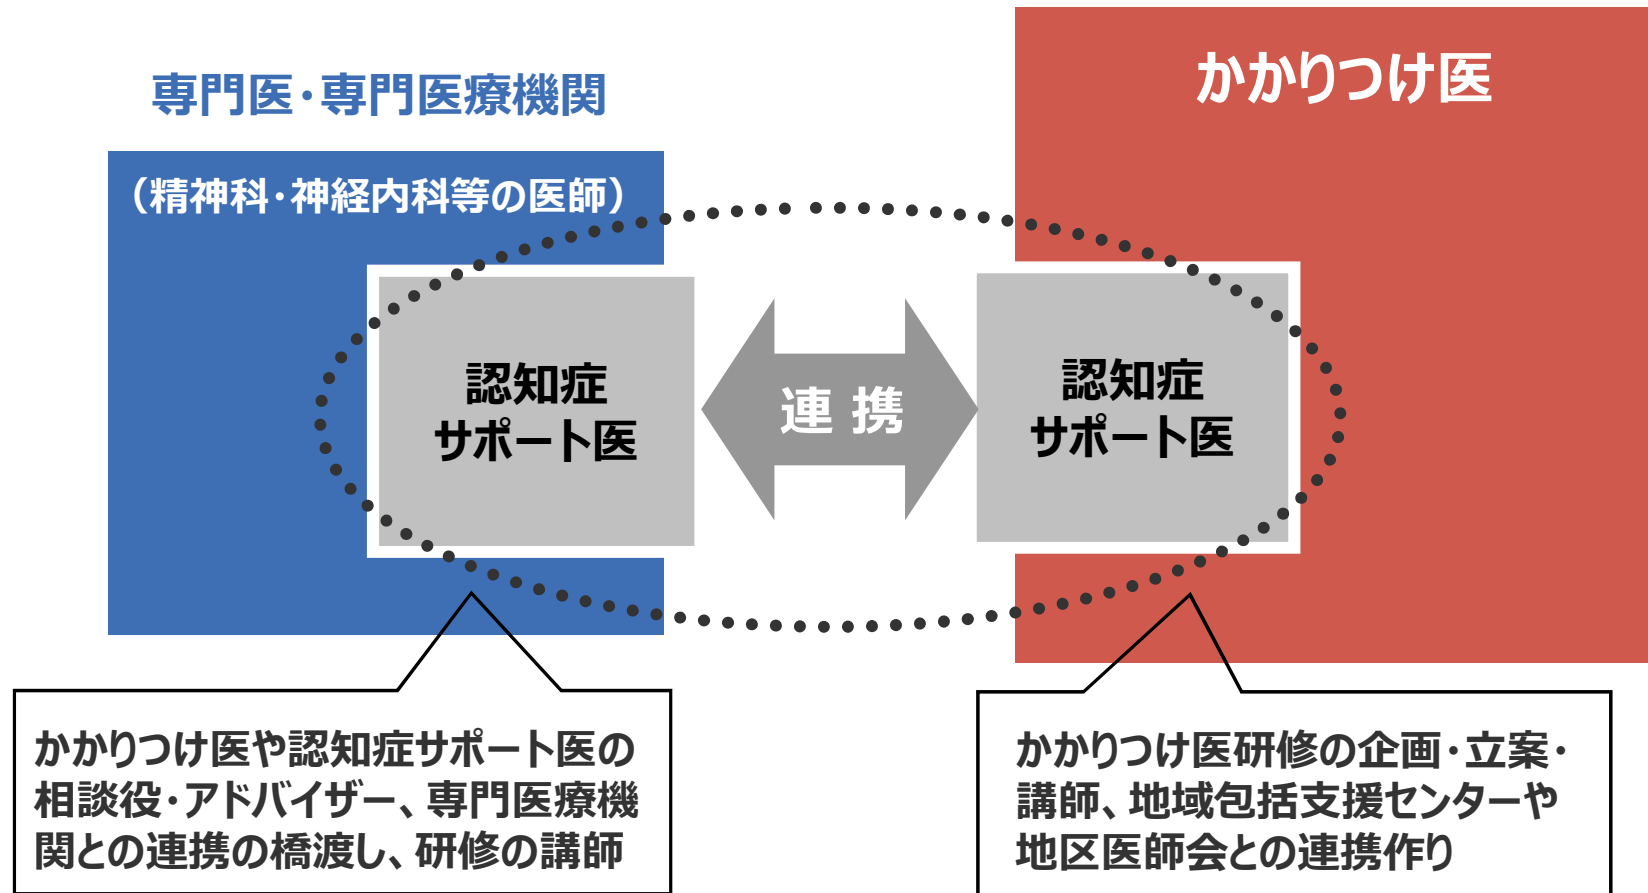 専門医・専門医療機関
（精神科・神経内科等の医師）
認知症
サポート医
連携
かかりつけ医
認知症
サポート医
かかりつけ医や認知症サポート医の
相談役・アドバイザー、専門医療機
関との連携の橋渡し、研修の講師
かかりつけ医研修の企画・立案・
講師、地域包括支援センターや
地区医師会との連携作り